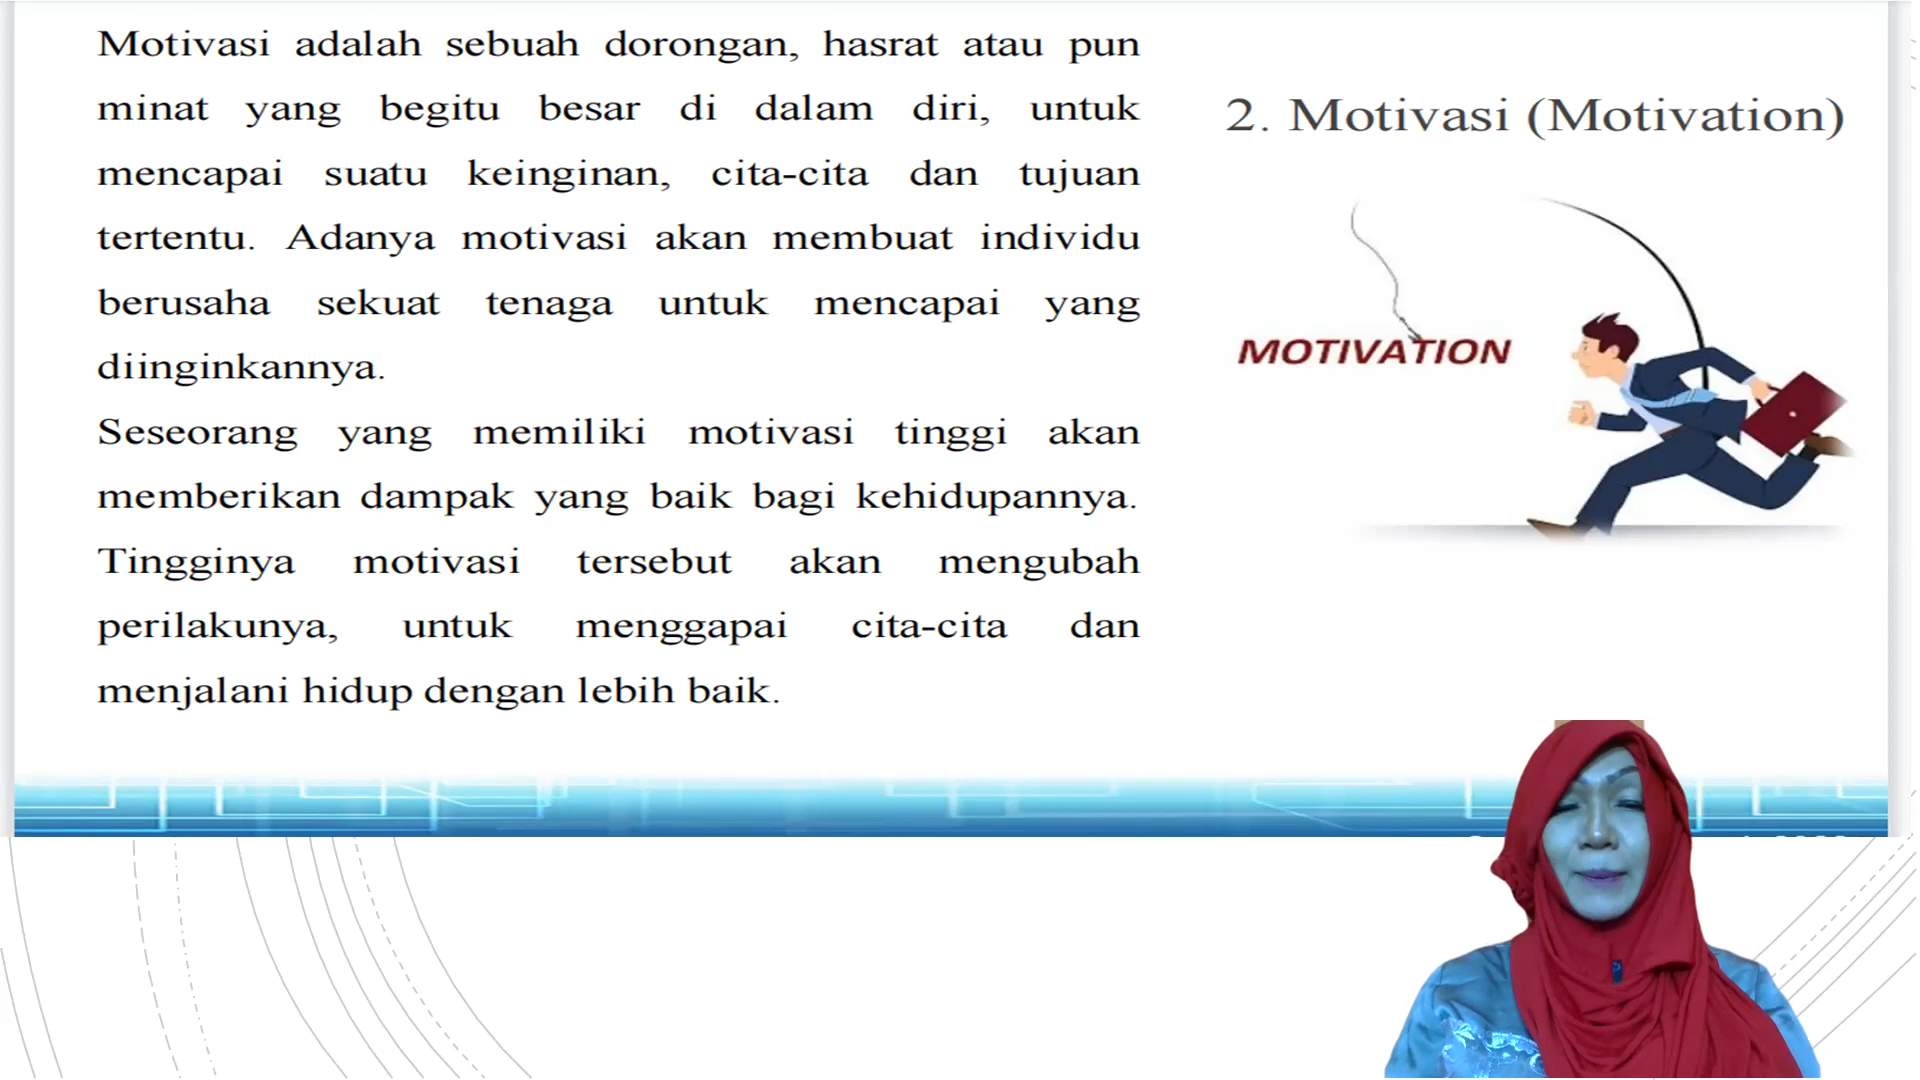 Motivasi adalah sebuah dorongan, hasrat atau pun
minat yang begitu besar di dalam diri, untuk
mencapai suatu keinginan, cita-cita dan tujuan
tertentu. Adanya motivasi akan membuat individu
berusaha sekuat tenaga untuk mencapai yang
diinginkannya.
Seseorang yang memiliki motivasi tinggi akan
memberikan dampak yang baik bagi kehidupannya.
Tingginya motivasi tersebut akan mengubah
perilakunya, untuk menggapai cita-cita dan
menjalani hidup dengan lebih baik.
2. Motivasi (Motivation)
MOTIVATION